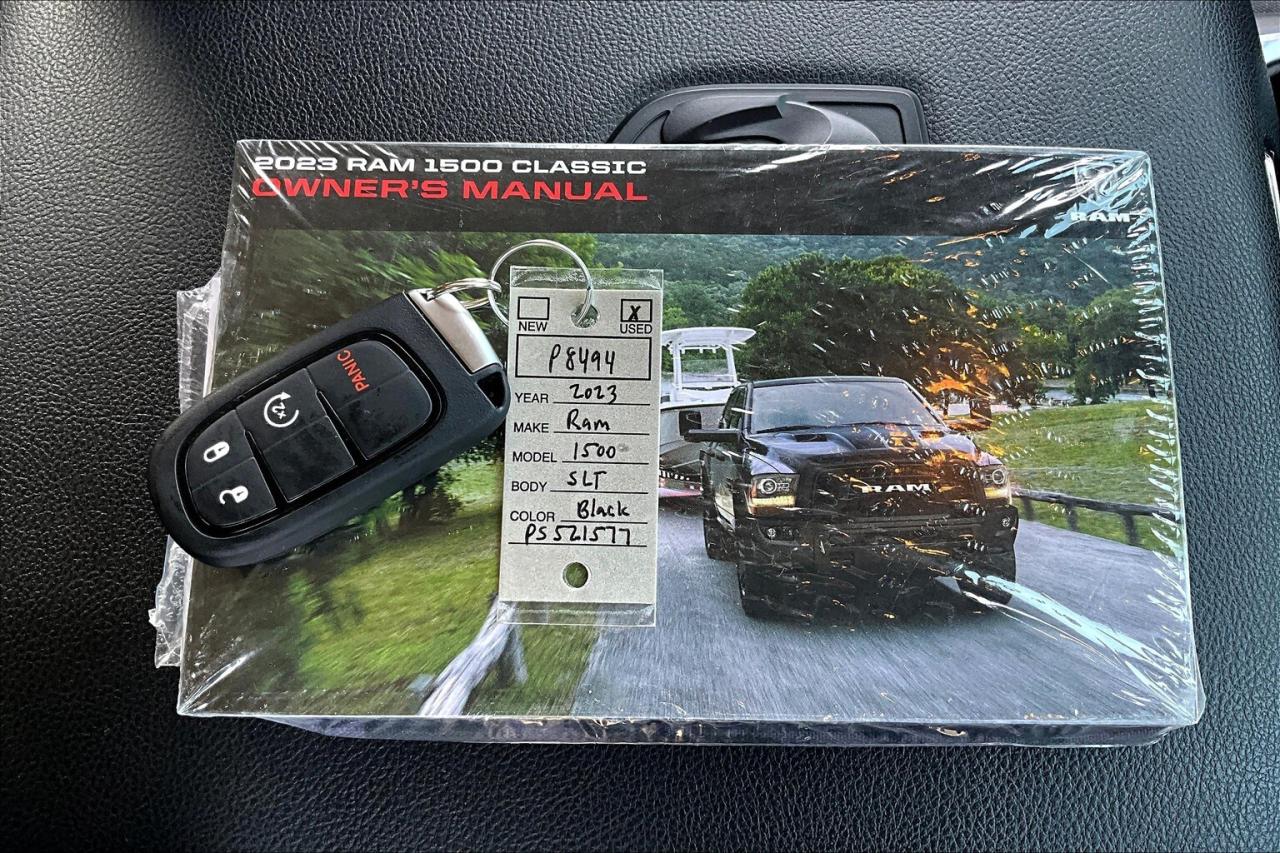 2023 RAM 1500 CLASSIC
OWNER'S MANUAL
RAM
NEW X USED
P8494
YEAR 2023
MAKE Ram
MODEL 1500
BODY SLT
COLOR Black
PS521577
PANIC
x2
RAM